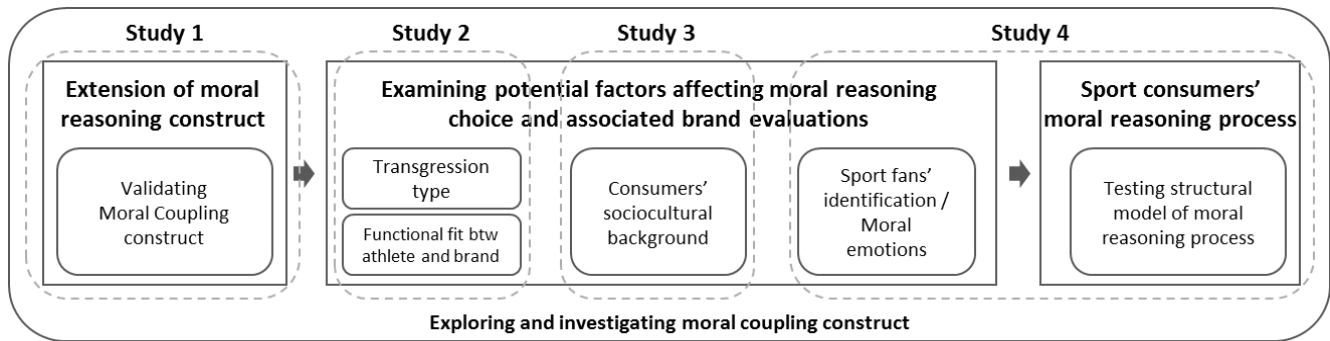 Study 1
Study 2
Study 3
Study 4
Extension of moral
reasoning construct
Validating
Moral Coupling
construct
Examining potential factors affecting moral reasoning
choice and associated brand evaluations
Transgression
type
Functional fit btw
athlete and brand
Consumers’
sociocultural
background
Sport fans’
identification /
Moral
emotions
Sport consumers’
moral reasoning process
Testing structural
model of moral
reasoning process
Exploring and investigating moral coupling construct